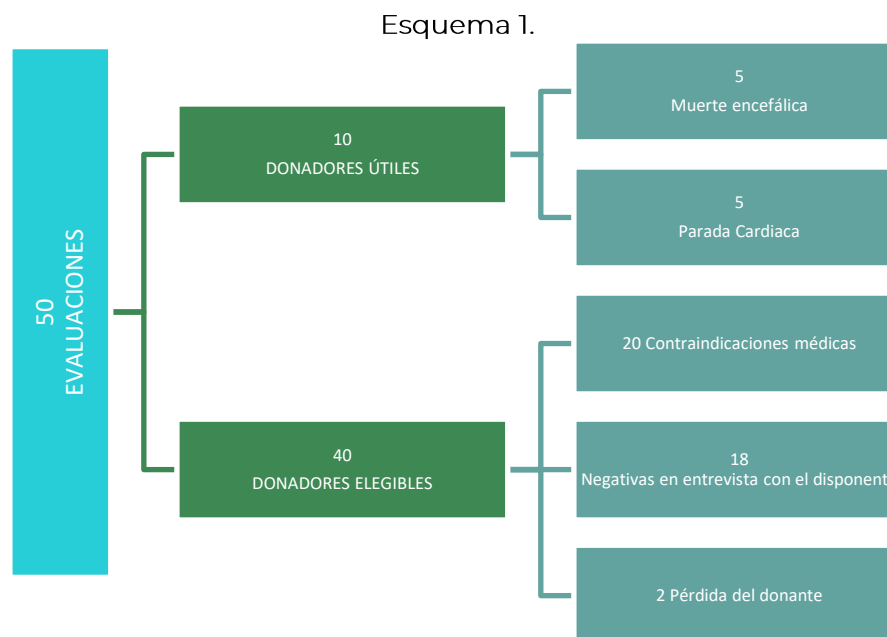 Esquema 1.
50
EVALUACIONES
10
DONADORES ÚTILES
5
Muerte encefálica
5
Parada Cardiaca
40
DONADORES ELEGIBLES
20 Contraindicaciones médicas
18
Negativas en entrevista con el disponent
2 Pérdida del donante